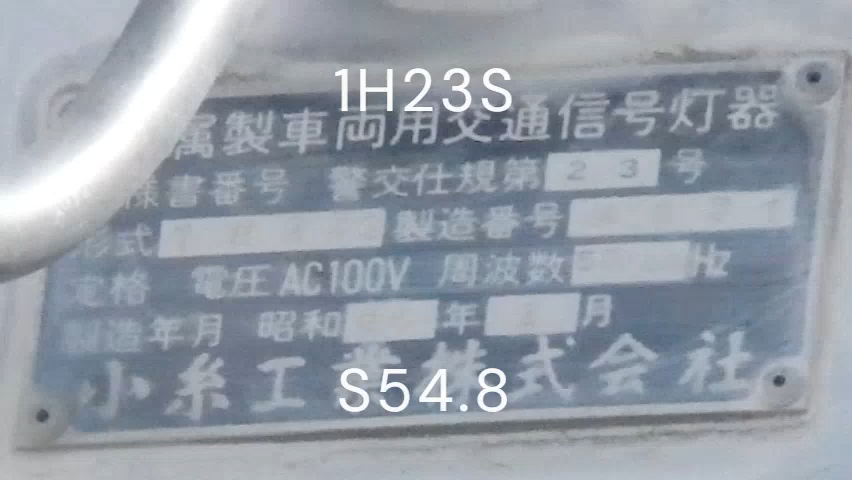 1H23S
属製車両用交通信号灯器
様書番号 警交仕規第 23 号
形式 製造番号
定格 電圧 AC100V 周波数 Hz
製造年月 昭和 年 月
S54.8
小糸工業株式会社